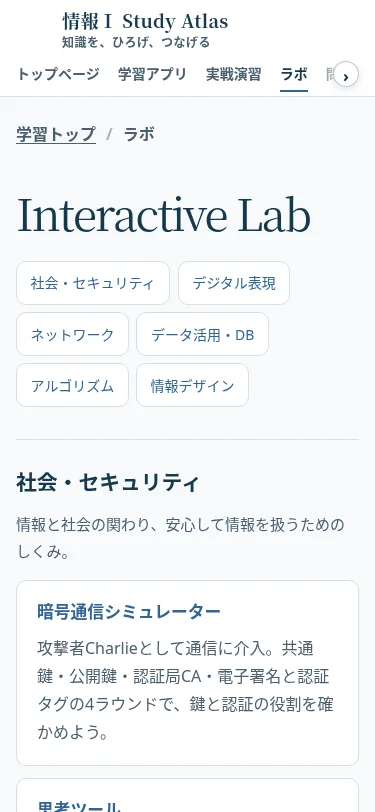 情報Ⅰ Study Atlas
知識を、ひろげ、つなげる
トップページ 学習アプリ 実戦演習 ラボ
学習トップ / ラボ
Interactive Lab
社会・セキュリティ デジタル表現
ネットワーク データ活用・DB
アルゴリズム 情報デザイン
社会・セキュリティ
情報と社会の関わり、安心して情報を扱うための
しくみ。
暗号通信シミュレーター
攻撃者Charlieとして通信に介入。共通
鍵・公開鍵・認証局CA・電子署名と認証
タグの4ラウンドで、鍵と認証の役割を確
かめよう。
思考ツール